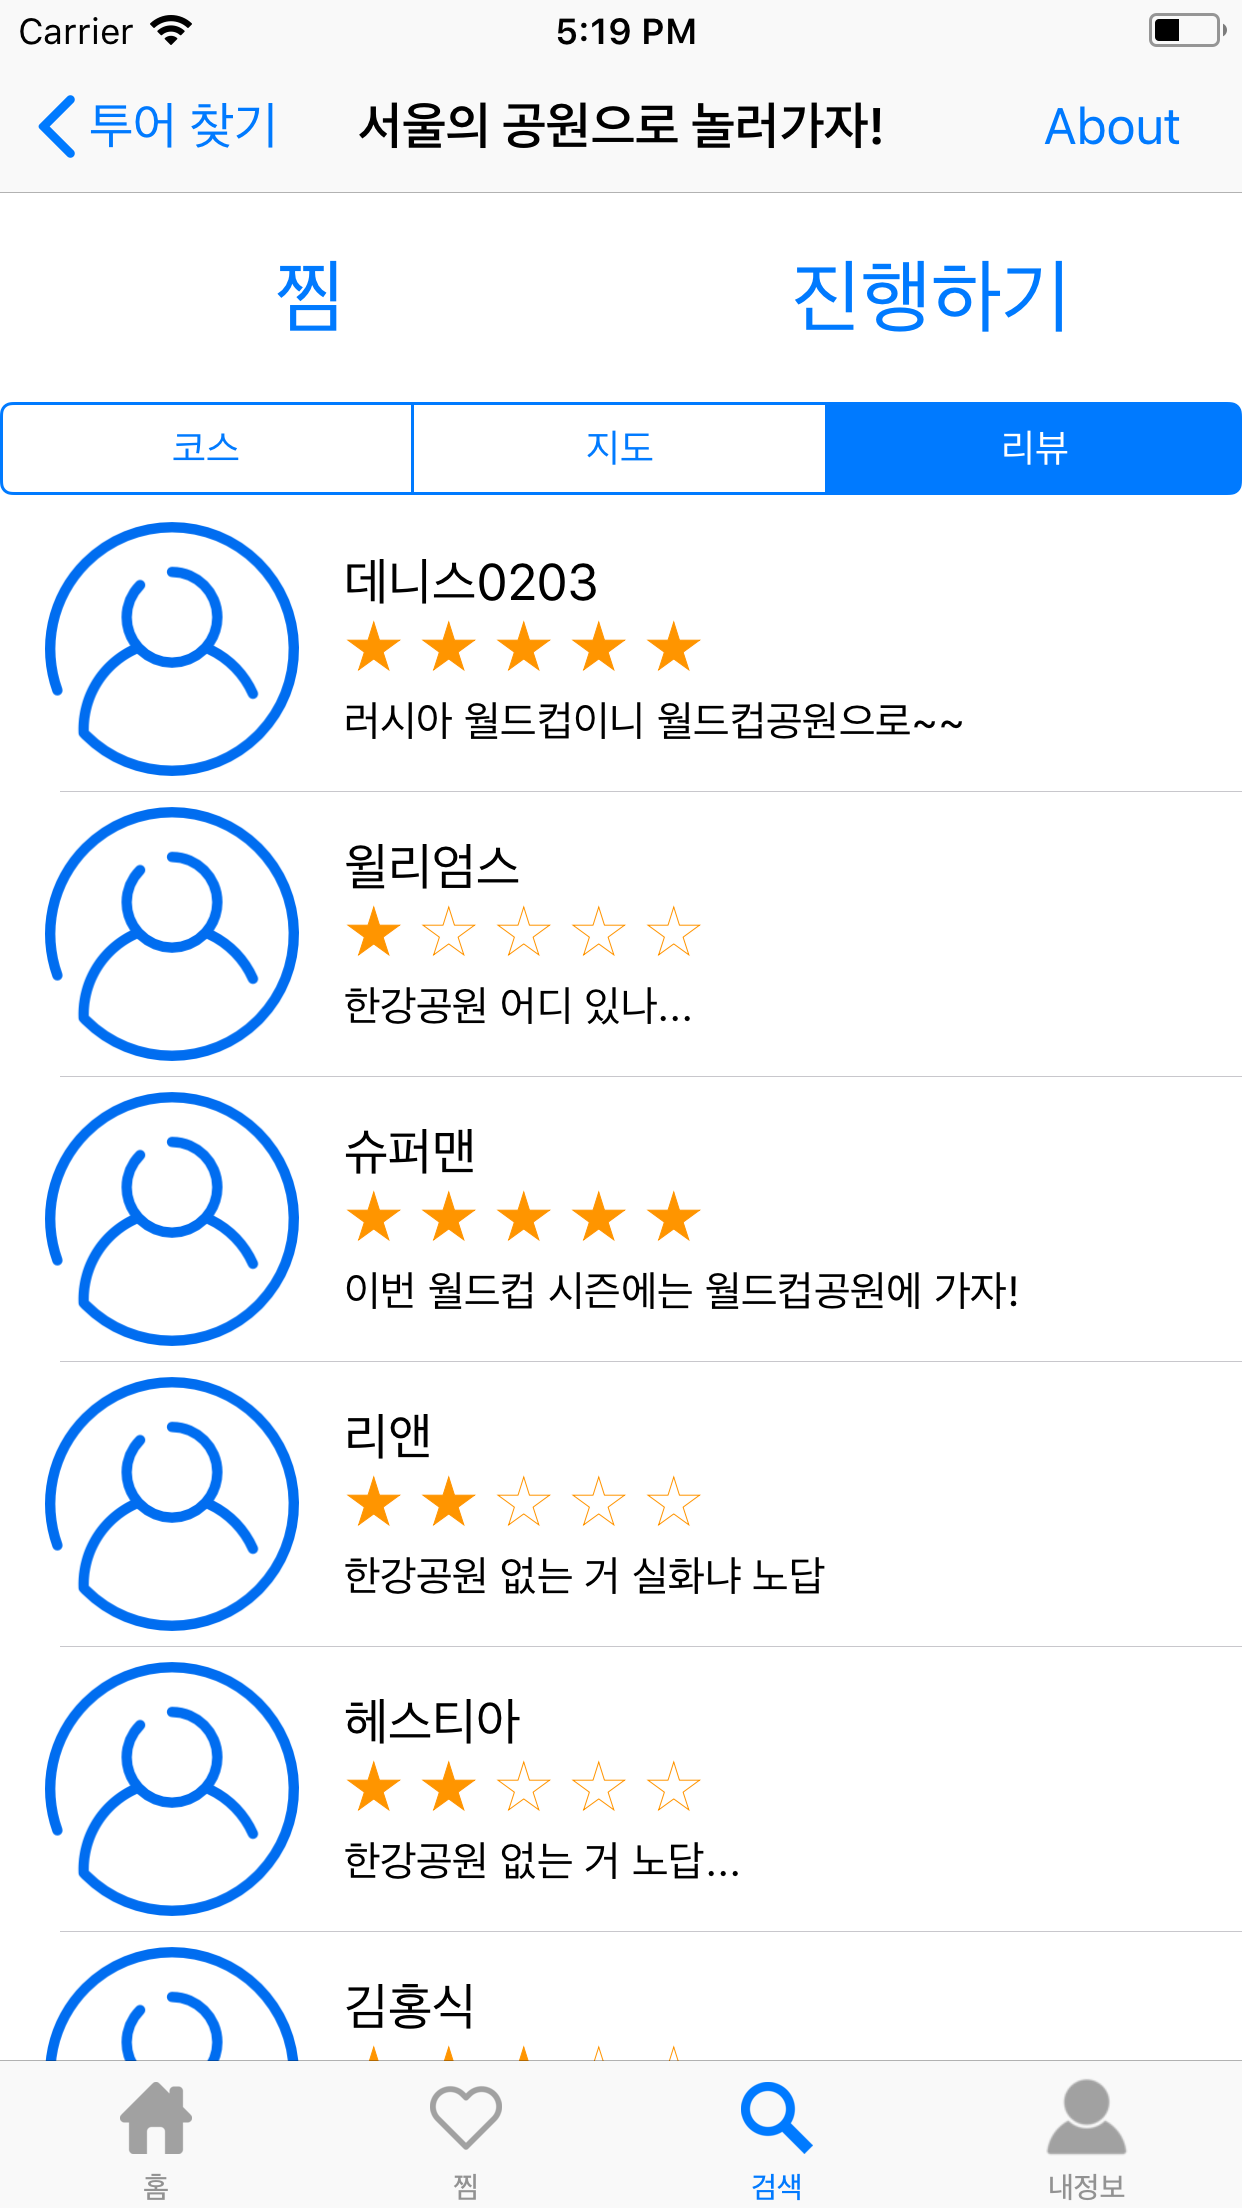 Carrier 5:19 PM
투어 찾기 서울의 공원으로 놀러가자! About
찜 진행하기
코스 지도 리뷰
데니스0203
★ ★ ★ ★ ★
러시아 월드컵이니 월드컵공원으로~~
윌리엄스
★ ☆ ☆ ☆ ☆
한강공원 어디 있나...
슈퍼맨
★ ★ ★ ★ ★
이번 월드컵 시즌에는 월드컵공원에 가자!
리앤
★ ★ ☆ ☆ ☆
한강공원 없는 거 실화냐 노답
헤스티아
★ ★ ☆ ☆ ☆
한강공원 없는 거 노답...
김홍식
홈 찜 검색 내정보